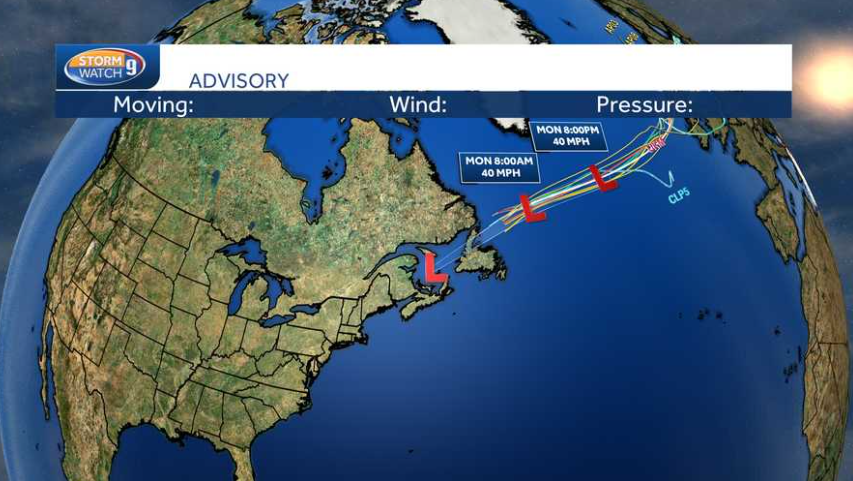 STORM
WATCH 9
ADVISORY
Moving:
Wind:
Pressure:
MON 8:00PM
40 MPH
MON 8:00AM
40 MPH
L
L
L
CLP5